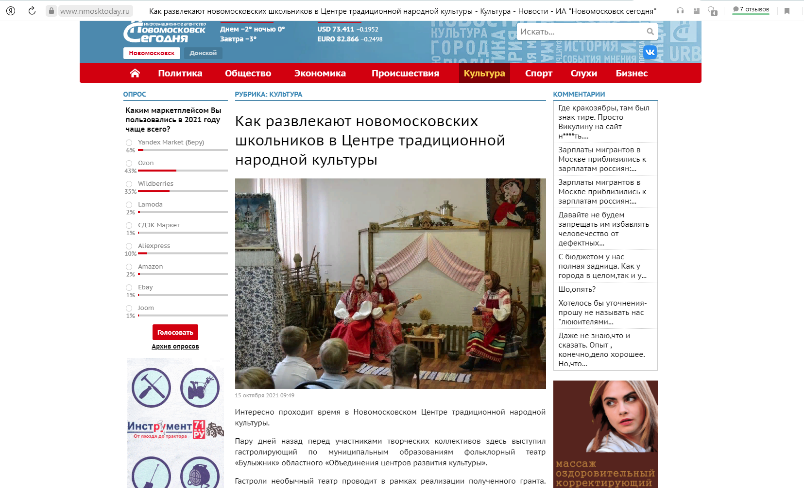 www.nmosktoday.ru
Как развлекают новомосковских школьников в Центре традиционной народной культуры - Культура - Новости - ИА "Новомосковск сегодня"
7 отзывов
Новомосковск
Сегодня
Днем −2° ночью 0°
Завтра −3°
USD 73.411 −0.1952
EURO 82.866 −0.2498
Искать...
Новомосковск
Донской
Политика
Общество
Экономика
Происшествия
Культура
Спорт
Слухи
Бизнес
ОПРОС
Каким маркетплейсом Вы
пользовались в 2021 году
чаще всего?
Yandex Market (Беру)
6%
Ozon
43%
Wildberries
35%
Lamoda
2%
СДЭК Маркет
1%
Aliexpress
10%
Amazon
2%
Ebay
1%
Joom
1%
Голосовать
Архив опросов
Инструмент
71
РУ
От гвоздя до трактора
РУБРИКА: КУЛЬТУРА
Как развлекают новомосковских
школьников в Центре традиционной
народной культуры
15 октября 2021 09:49
Интересно проходит время в Новомосковском Центре традиционной народной
культуры.
Пару дней назад перед участниками творческих коллективов здесь выступил
гастролирующий по муниципальным образованиям фольклорный театр
«Булыжник» областного «Объединения центров развития культуры».
Гастроли необычный театр проводит в рамках реализации полученного гранта.
КОММЕНТАРИИ
Где кракозябры, там был
знак тире. Просто
Викулину на сайт
н****ть....
Зарплаты мигрантов в
Москве приблизились к
зарплатам россиян:...
Зарплаты мигрантов в
Москве приблизились к
зарплатам россиян:...
Давайте не будем
запрещать им избавлять
человечество от
дефектных...
С бюджетом у нас
полная задница. Как у
города в целом,так и у...
Шо,опять?
Хотелось бы уточнения-
прошу не называть нас
"люоителями...
Даже не знаю,что и
сказать. Опыт ,
конечно,дело хорошее.
Но,что...
массаж
оздоровительный
корректирующий